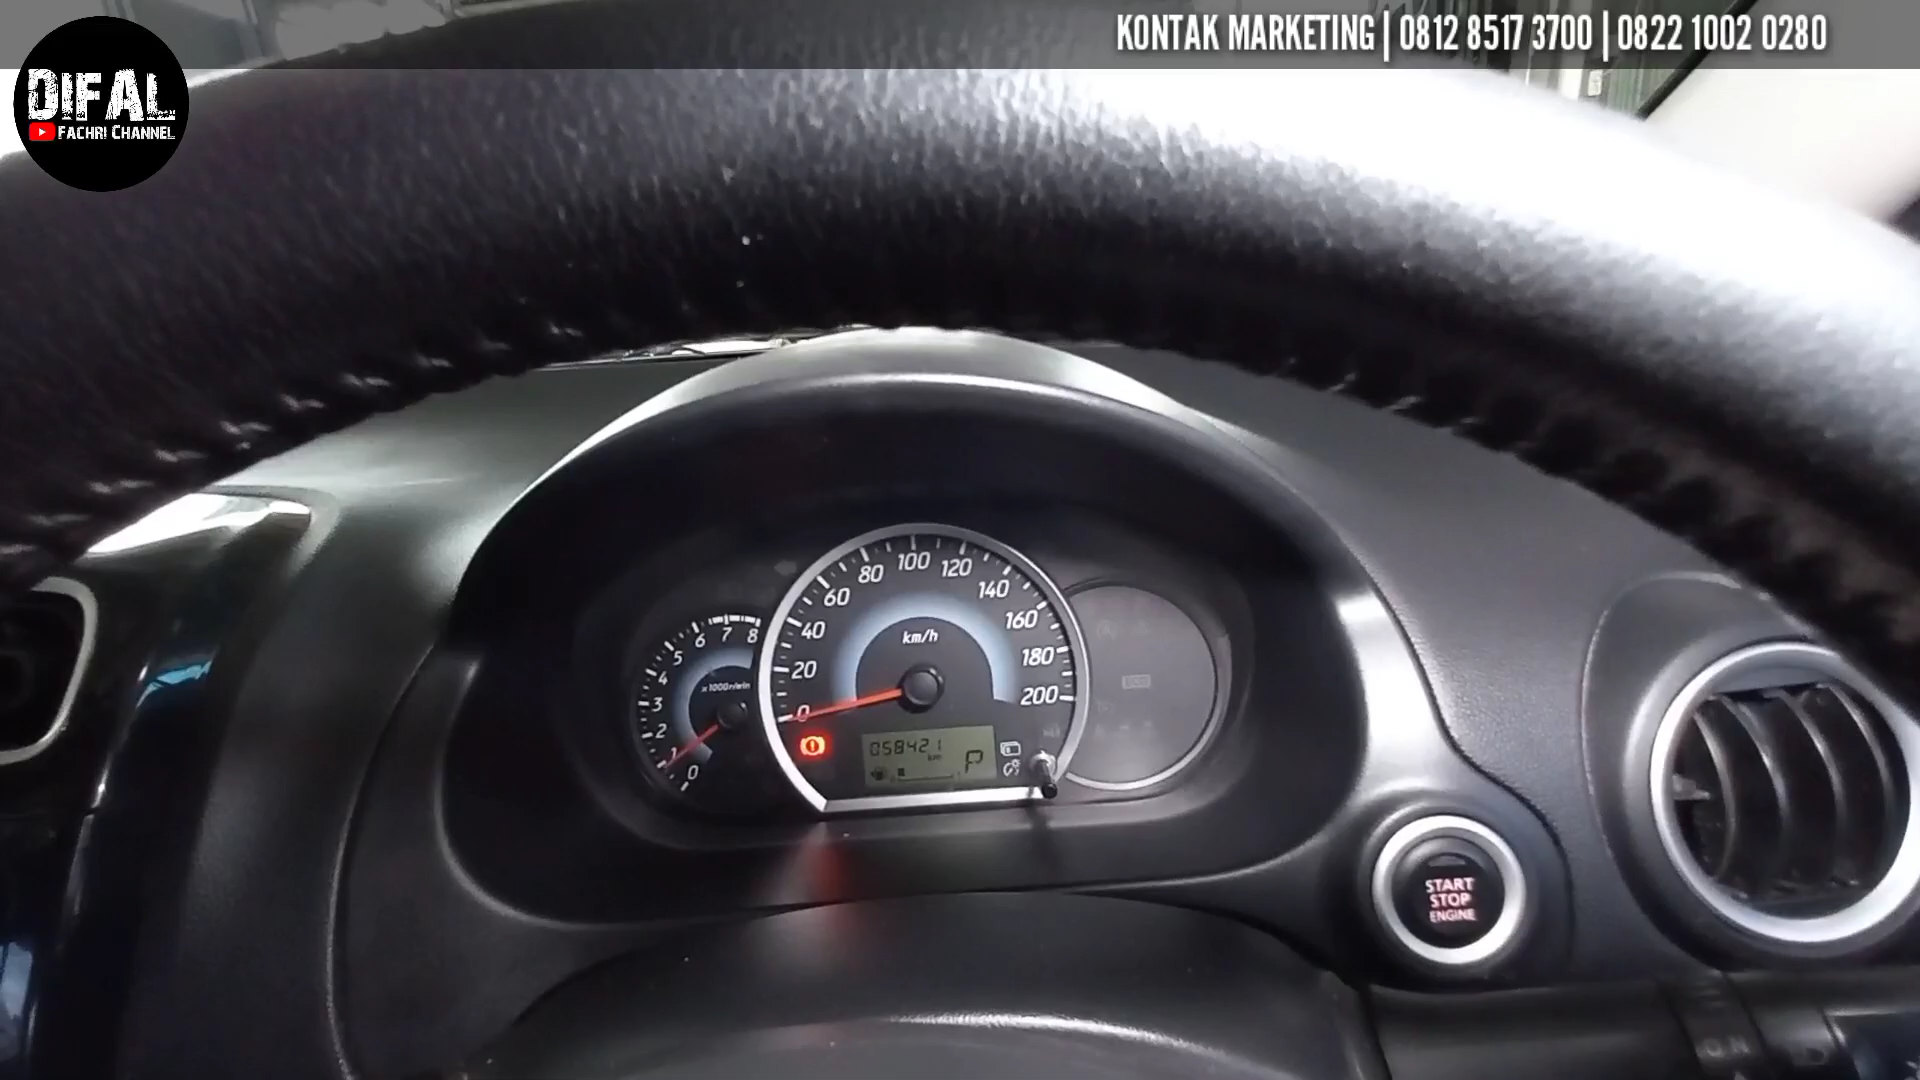 KONTAK MARKETING | 0812 8517 3700 | 0822 1002 0280
DIFAL
FACHRI CHANNEL
0 20 40 60 80 100 120 140 160 180 200
km/h
0 1 2 3 4 5 6 7 8
x1000r/min
058421
km
P
ECO
START
STOP
ENGINE
ON